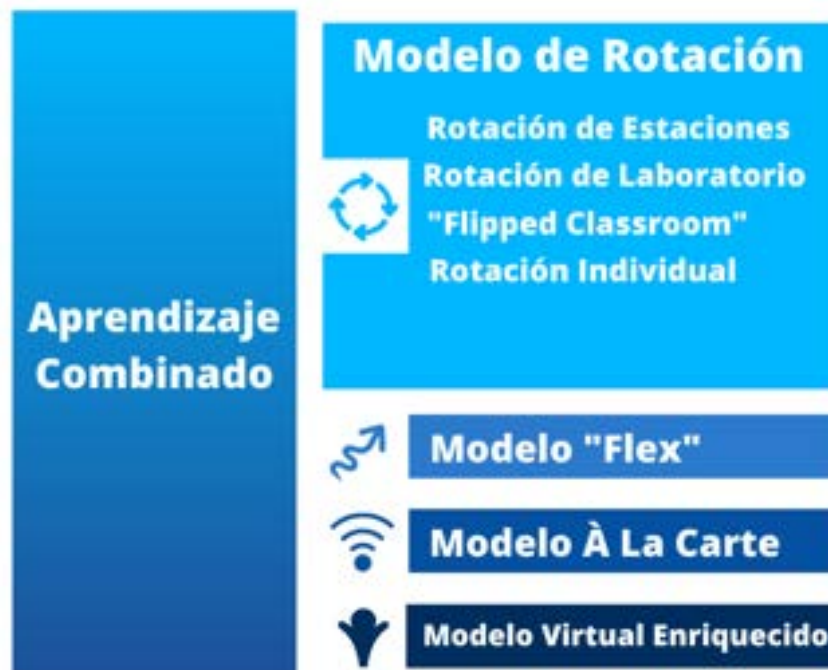 Aprendizaje
Combinado
Modelo de Rotación
Rotación de Estaciones
Rotación de Laboratorio
"Flipped Classroom"
Rotación Individual
Modelo "Flex"
Modelo À La Carte
Modelo Virtual Enriquecido